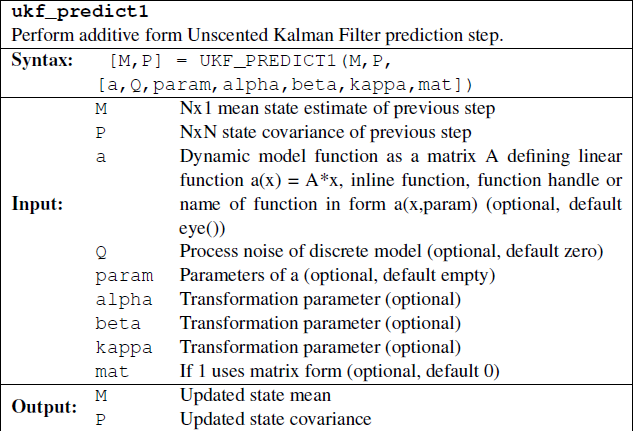 ukf_predict1
Perform additive form Unscented Kalman Filter prediction step.
Syntax: [M,P] = UKF_PREDICT1(M,P,
[a,Q,param,alpha,beta,kappa,mat])
M Nx1 mean state estimate of previous step
P NxN state covariance of previous step
a Dynamic model function as a matrix A defining linear
function a(x) = A*x, inline function, function handle or
Input: name of function in form a(x,param) (optional, default
eye())
Q Process noise of discrete model (optional, default zero)
param Parameters of a (optional, default empty)
alpha Transformation parameter (optional)
beta Transformation parameter (optional)
kappa Transformation parameter (optional)
mat If 1 uses matrix form (optional, default 0)
Output: M Updated state mean
P Updated state covariance